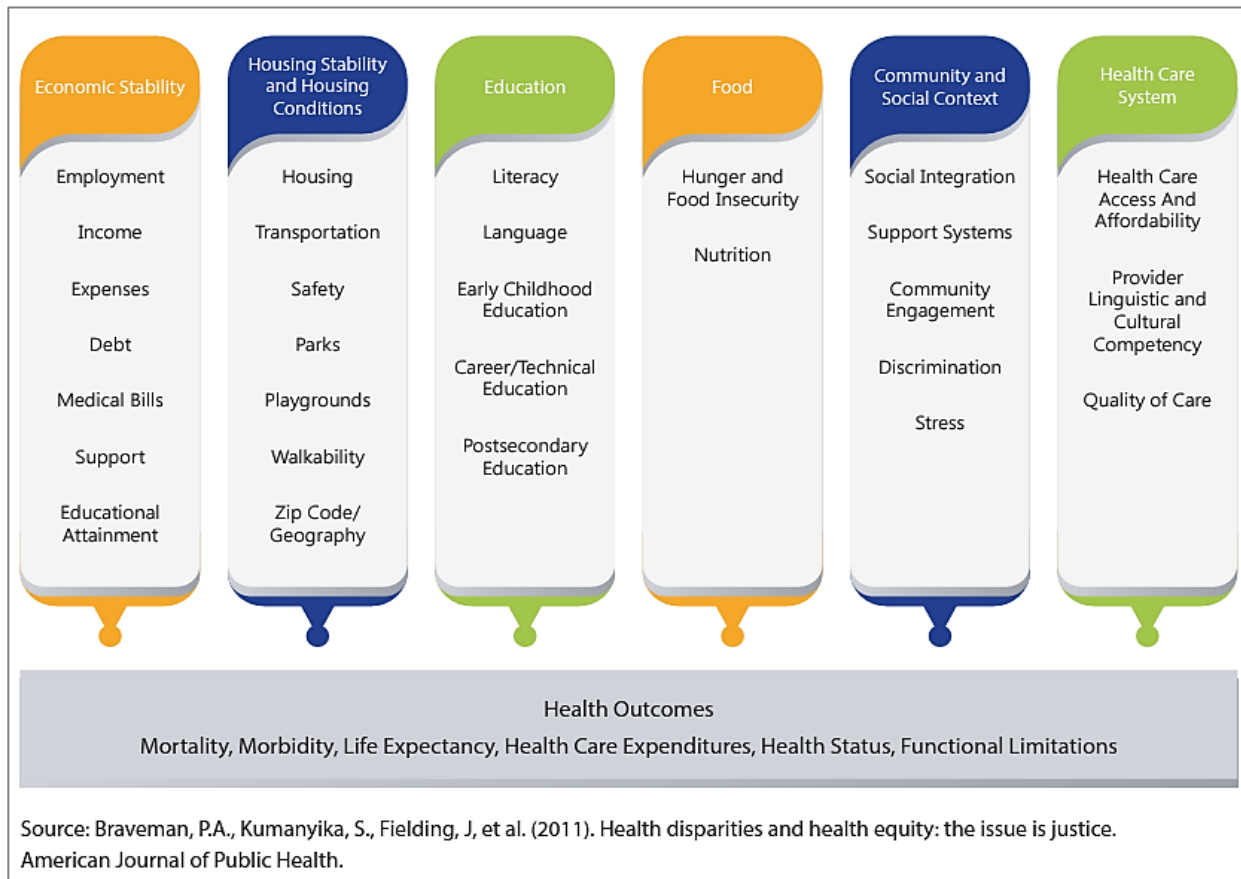 Economic Stability
Employment
Income
Expenses
Debt
Medical Bills
Support
Educational
Attainment
Housing Stability
and Housing
Conditions
Housing
Transportation
Safety
Parks
Playgrounds
Walkability
Zip Code/
Geography
Education
Literacy
Language
Early Childhood
Education
Career/Technical
Education
Postsecondary
Education
Food
Hunger and
Food Insecurity
Nutrition
Community and
Social Context
Social Integration
Support Systems
Community
Engagement
Discrimination
Stress
Health Care
System
Health Care
Access And
Affordability
Provider
Linguistic and
Cultural
Competency
Quality of Care
Health Outcomes
Mortality, Morbidity, Life Expectancy, Health Care Expenditures, Health Status, Functional Limitations
Source: Braveman, P.A., Kumanyika, S., Fielding, J, et al. (2011). Health disparities and health equity: the issue is justice.
American Journal of Public Health.